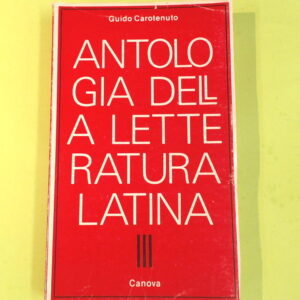 Guido Carotenuto
ANTOLO
GIA DELL
A LETTE
RATURA
LATINA
III
Canova